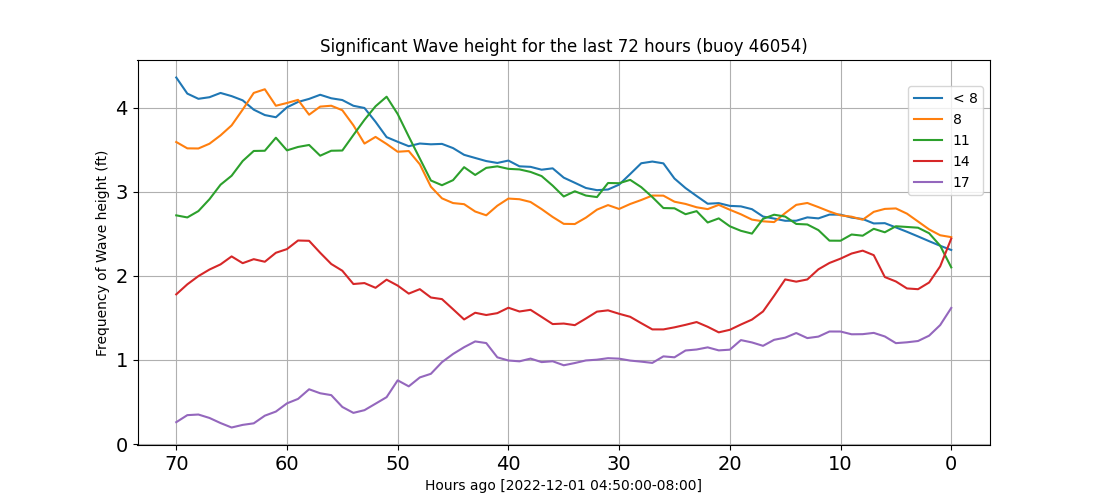 Significant Wave height for the last 72 hours (buoy 46054)
Frequency of Wave height (ft)
4
3
2
1
0
< 8
8
11
14
17
70 60 50 40 30 20 10 0
Hours ago [2022-12-01 04:50:00-08:00]